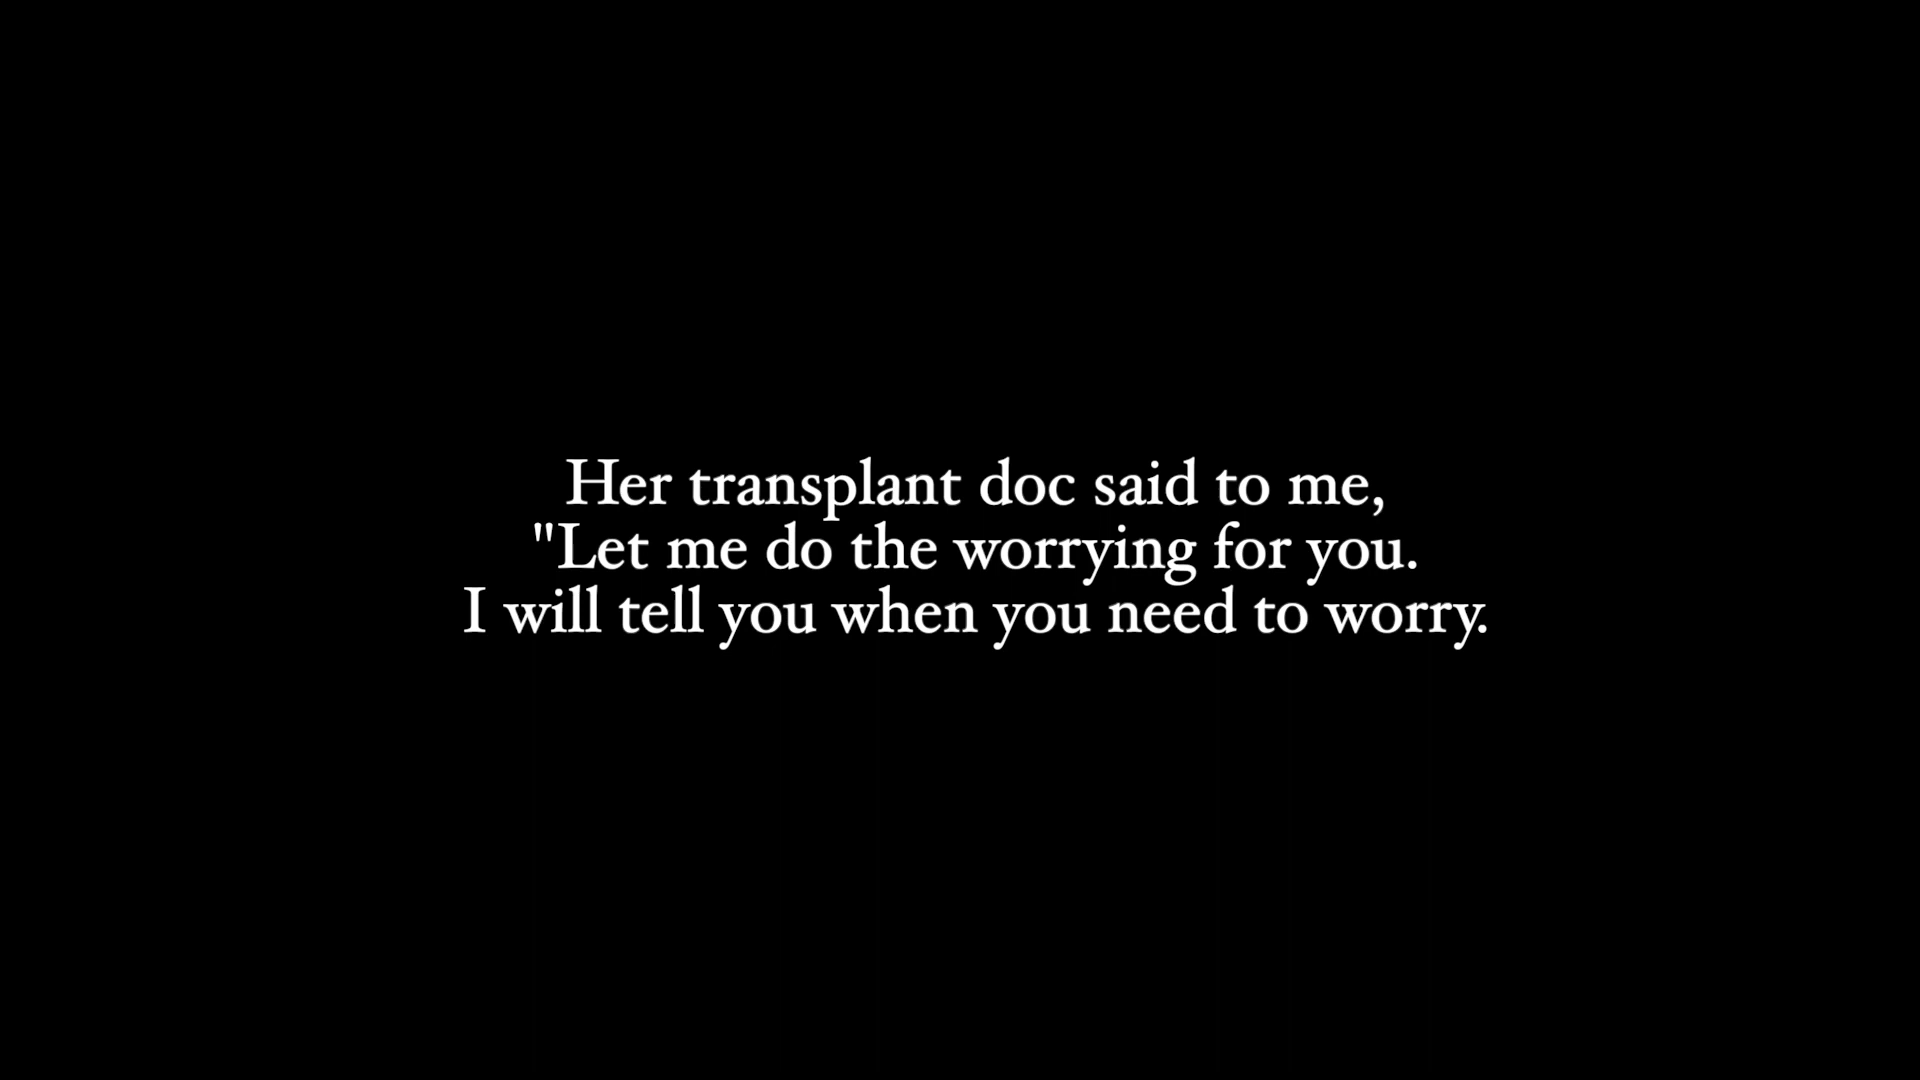 Her transplant doc said to me,
"Let me do the worrying for you.
I will tell you when you need to worry.